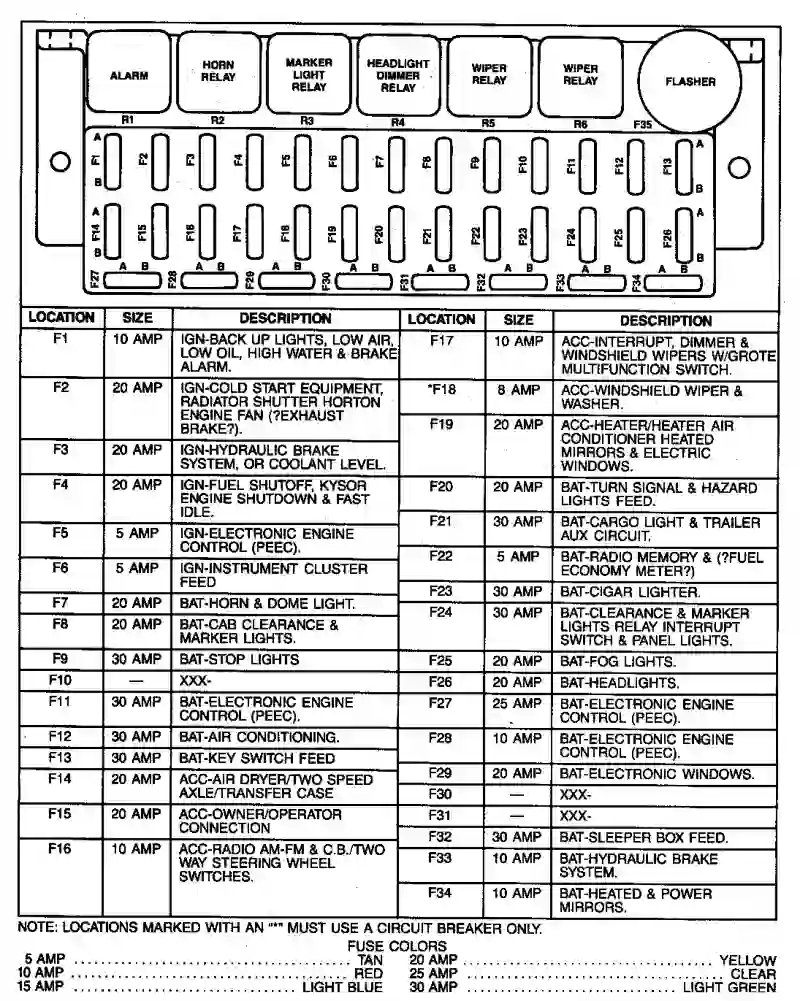 ALARM
HORN
RELAY
MARKER
LIGHT
RELAY
HEADLIGHT
DIMMER
RELAY
WIPER
RELAY
WIPER
RELAY
FLASHER
R1 R2 R3 R4 R5 R6 F35
A F1 B F2 F3 F4 F5 F6 F7 F8 F9 F10 F11 F12 F13 A B
A F14 B F15 F16 F17 F18 F19 F20 F21 F22 F23 F24 F25 F26 A B
F27 A B F28 A B F29 A B F30 A B F31 A B F32 A B F33 A B F34 A B
LOCATION SIZE DESCRIPTION
F1 10 AMP IGN-BACK UP LIGHTS, LOW AIR,
LOW OIL, HIGH WATER & BRAKE
ALARM.
F2 20 AMP IGN-COLD START EQUIPMENT,
RADIATOR SHUTTER HORTON
ENGINE FAN (?EXHAUST
BRAKE?).
F3 20 AMP IGN-HYDRAULIC BRAKE
SYSTEM, OR COOLANT LEVEL.
F4 20 AMP IGN-FUEL SHUTOFF, KYSOR
ENGINE SHUTDOWN & FAST
IDLE.
F5 5 AMP IGN-ELECTRONIC ENGINE
CONTROL (PEEC).
F6 5 AMP IGN-INSTRUMENT CLUSTER
FEED
F7 20 AMP BAT-HORN & DOME LIGHT.
F8 20 AMP BAT-CAB CLEARANCE &
MARKER LIGHTS.
F9 30 AMP BAT-STOP LIGHTS
F10 — XXX-
F11 30 AMP BAT-ELECTRONIC ENGINE
CONTROL (PEEC).
F12 30 AMP BAT-AIR CONDITIONING.
F13 30 AMP BAT-KEY SWITCH FEED
F14 20 AMP ACC-AIR DRYER/TWO SPEED
AXLE/TRANSFER CASE
F15 20 AMP ACC-OWNER/OPERATOR
CONNECTION
F16 10 AMP ACC-RADIO AM-FM & C.B./TWO
WAY STEERING WHEEL
SWITCHES.
LOCATION SIZE DESCRIPTION
F17 10 AMP ACC-INTERRUPT, DIMMER &
WINDSHIELD WIPERS W/GROTE
MULTIFUNCTION SWITCH.
*F18 8 AMP ACC-WINDSHIELD WIPER &
WASHER.
F19 20 AMP ACC-HEATER/HEATER AIR
CONDITIONER HEATED
MIRRORS & ELECTRIC
WINDOWS.
F20 20 AMP BAT-TURN SIGNAL & HAZARD
LIGHTS FEED.
F21 30 AMP BAT-CARGO LIGHT & TRAILER
AUX CIRCUIT.
F22 5 AMP BAT-RADIO MEMORY & (?FUEL
ECONOMY METER?)
F23 30 AMP BAT-CIGAR LIGHTER.
F24 30 AMP BAT-CLEARANCE & MARKER
LIGHTS RELAY INTERRUPT
SWITCH & PANEL LIGHTS.
F25 20 AMP BAT-FOG LIGHTS.
F26 20 AMP BAT-HEADLIGHTS.
F27 25 AMP BAT-ELECTRONIC ENGINE
CONTROL (PEEC).
F28 10 AMP BAT-ELECTRONIC ENGINE
CONTROL (PEEC).
F29 20 AMP BAT-ELECTRONIC WINDOWS.
F30 — XXX-
F31 — XXX-
F32 30 AMP BAT-SLEEPER BOX FEED.
F33 10 AMP BAT-HYDRAULIC BRAKE
SYSTEM.
F34 10 AMP BAT-HEATED & POWER
MIRRORS.
NOTE: LOCATIONS MARKED WITH AN "*" MUST USE A CIRCUIT BREAKER ONLY.
FUSE COLORS
5 AMP ........ TAN 20 AMP ........ YELLOW
10 AMP ........ RED 25 AMP ........ CLEAR
15 AMP ........ LIGHT BLUE 30 AMP ........ LIGHT GREEN